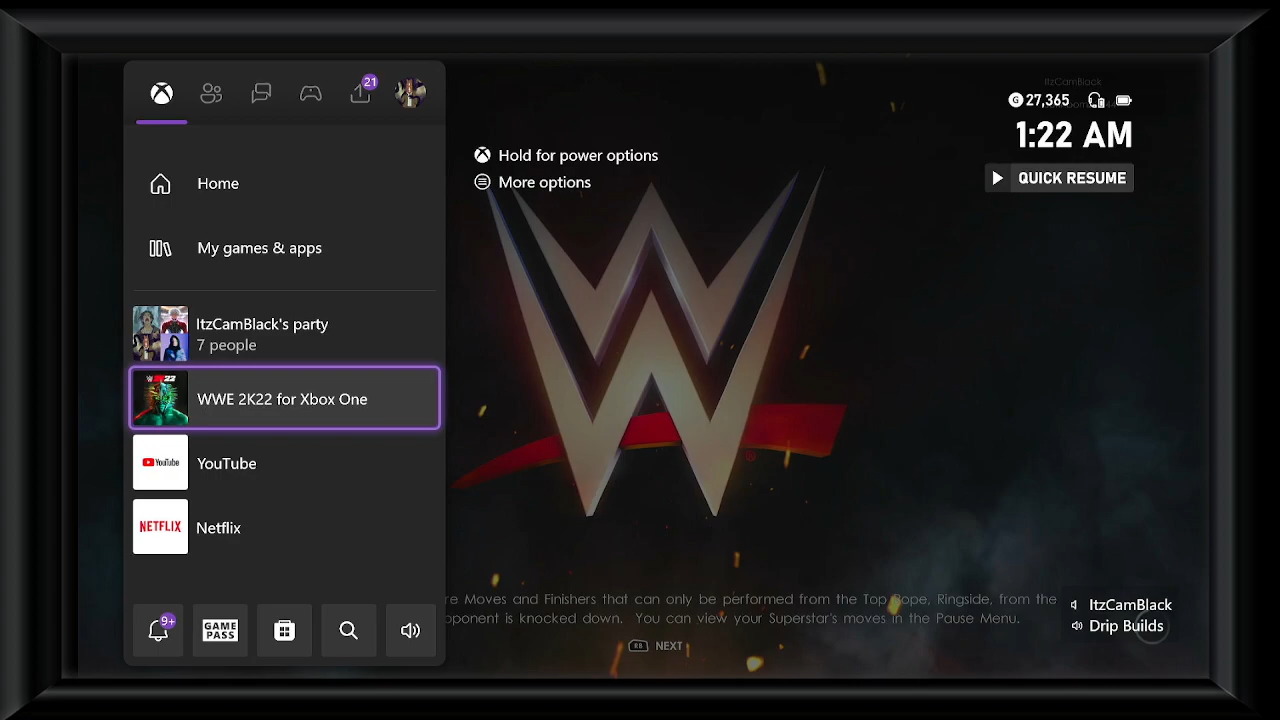 21
ItzCamBlack
27,365
1:22 AM
QUICK RESUME
Hold for power options
More options
Home
My games & apps
ItzCamBlack's party
7 people
WWE 2K22 for Xbox One
YouTube
YouTube
NETFLIX
Netflix
re Moves and Finishers that can only be performed from the Top Rope, Ringside, from the
pponent is knocked down. You can view your Superstar's moves in the Pause Menu.
RB NEXT
ItzCamBlack
Drip Builds
9+
GAME
PASS